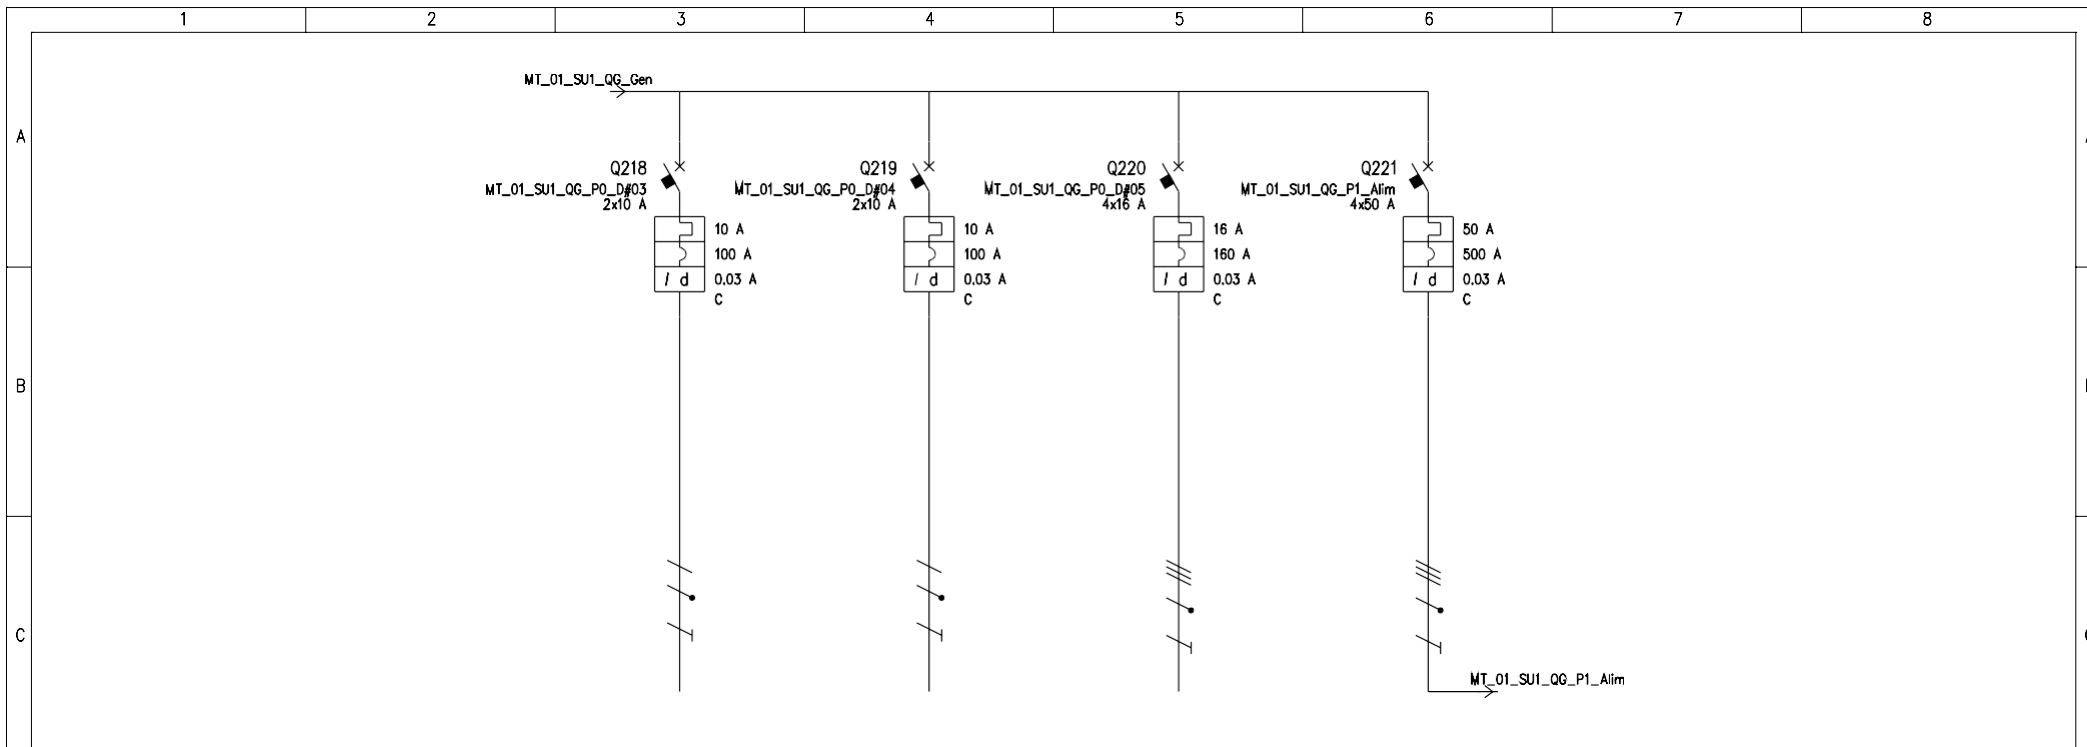 1 2 3 4 5 6 7 8
MT_01_SU1_QG_Gen
A
Q218
MT_01_SU1_QG_P0_D#03
2x10 A
10 A
100 A
I d 0.03 A
C
Q219
MT_01_SU1_QG_P0_D#04
2x10 A
10 A
100 A
I d 0.03 A
C
Q220
MT_01_SU1_QG_P0_D#05
4x16 A
16 A
160 A
I d 0.03 A
C
Q221
MT_01_SU1_QG_P1_Alim
4x50 A
50 A
500 A
I d 0.03 A
C
B
C
MT_01_SU1_QG_P1_Alim